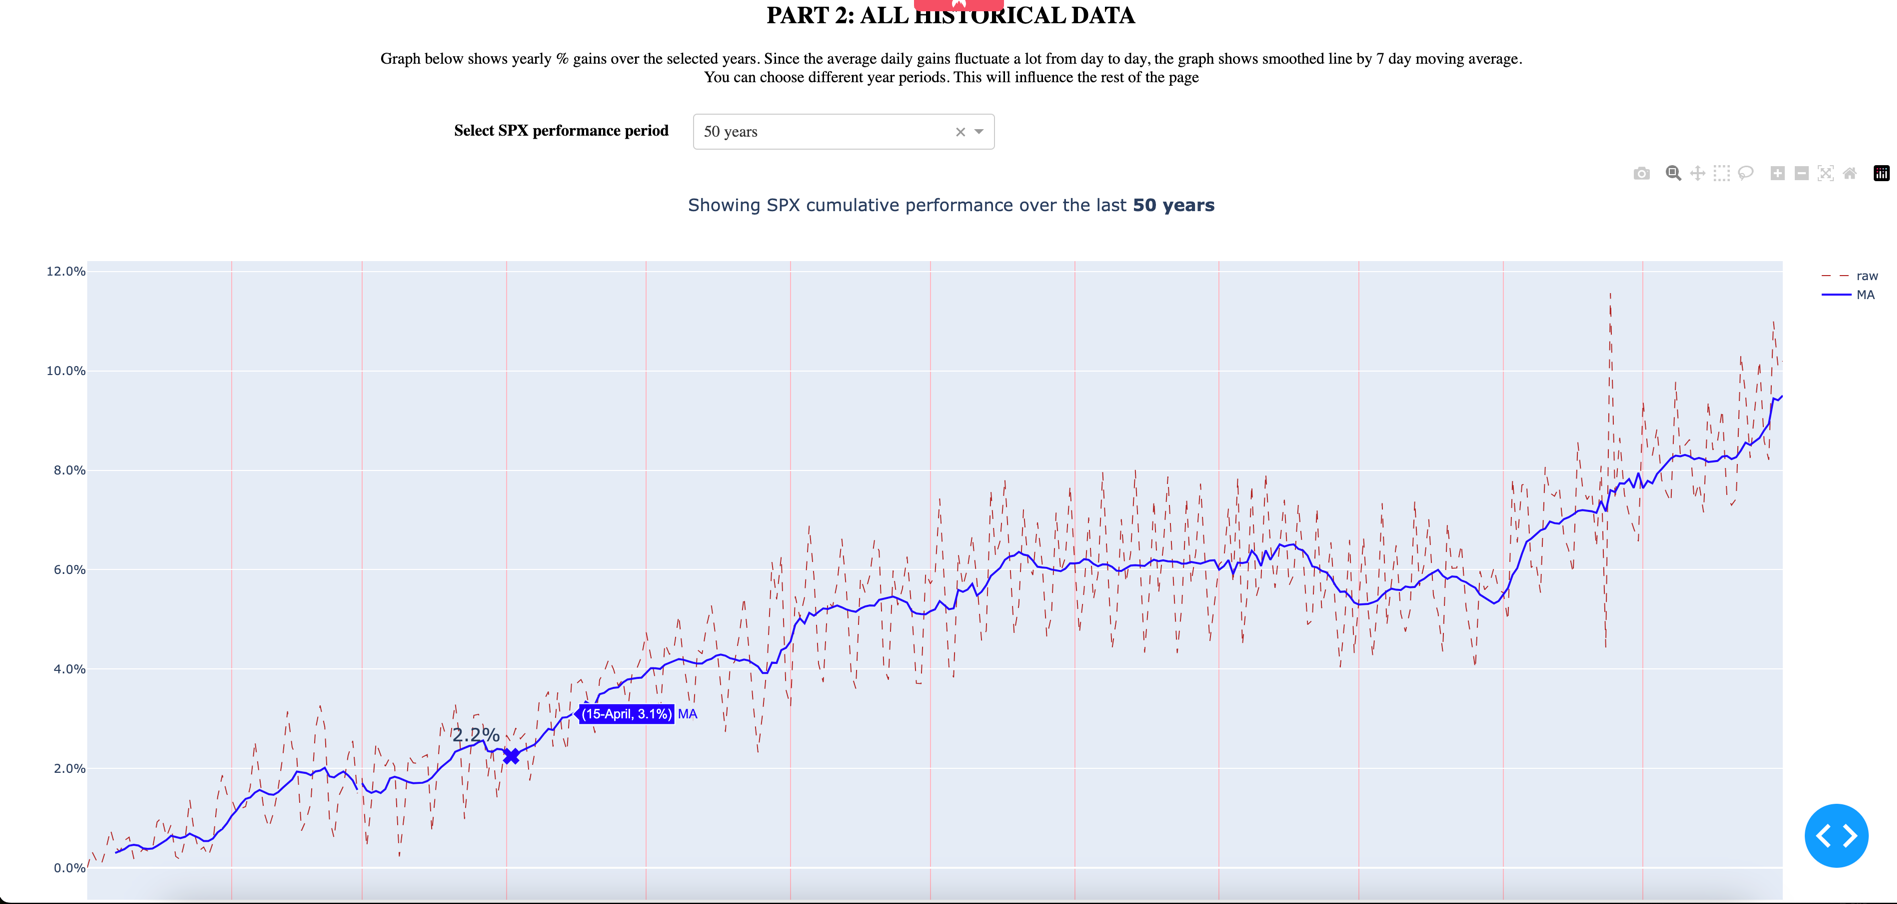 PART 2: ALL HISTORICAL DATA
Graph below shows yearly % gains over the selected years. Since the average daily gains fluctuate a lot from day to day, the graph shows smoothed line by 7 day moving average.
You can choose different year periods. This will influence the rest of the page
Select SPX performance period
50 years
Showing SPX cumulative performance over the last 50 years
12.0%
10.0%
8.0%
6.0%
4.0%
2.0%
0.0%
raw
MA
(15-April, 3.1%) MA
2.2%